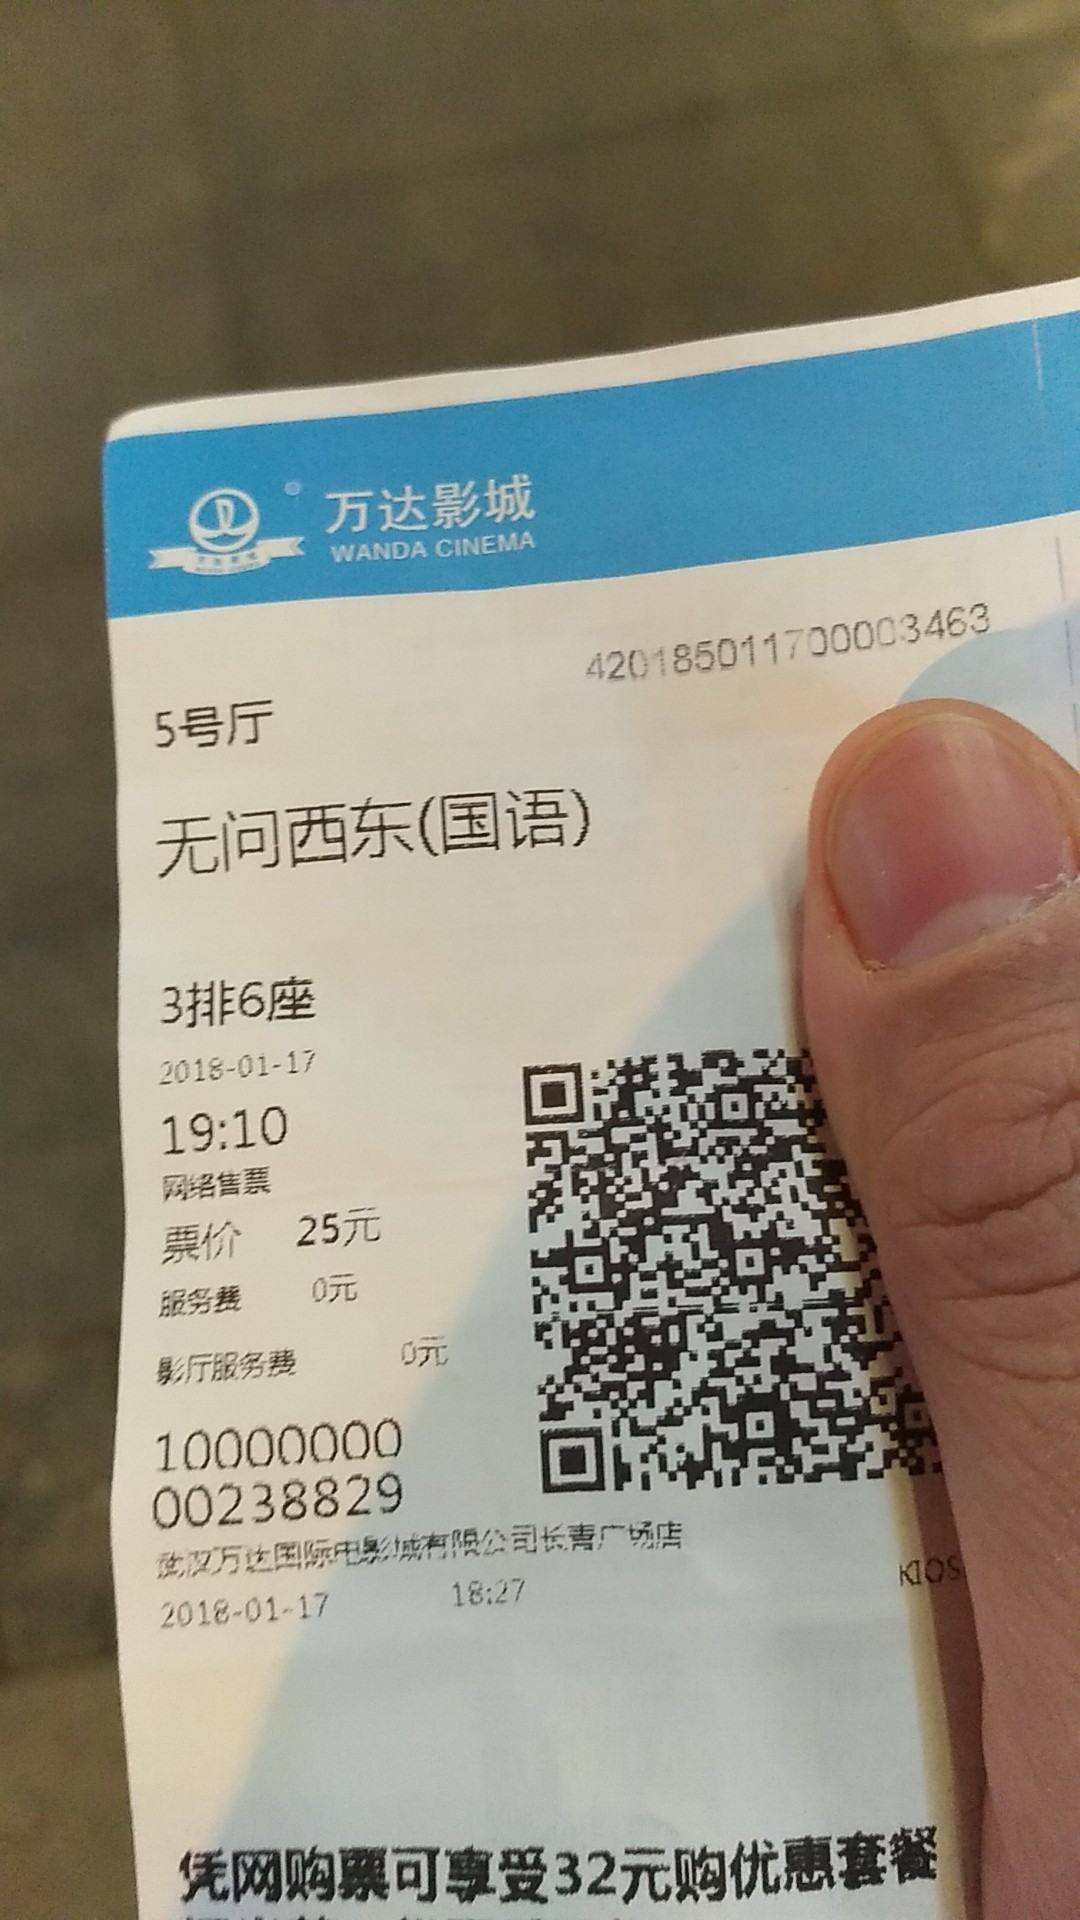 万达影城
WANDA CINEMA
420185011700003463
5号厅
无问西东(国语)
3排6座
2018-01-17
19:10
网络售票
票价 25元
服务费 0元
影厅服务费 0元
10000000
00238829
武汉万达国际电影城有限公司长青广场店
2018-01-17 18:27 KIOS
凭网购票可享受32元购优惠套餐